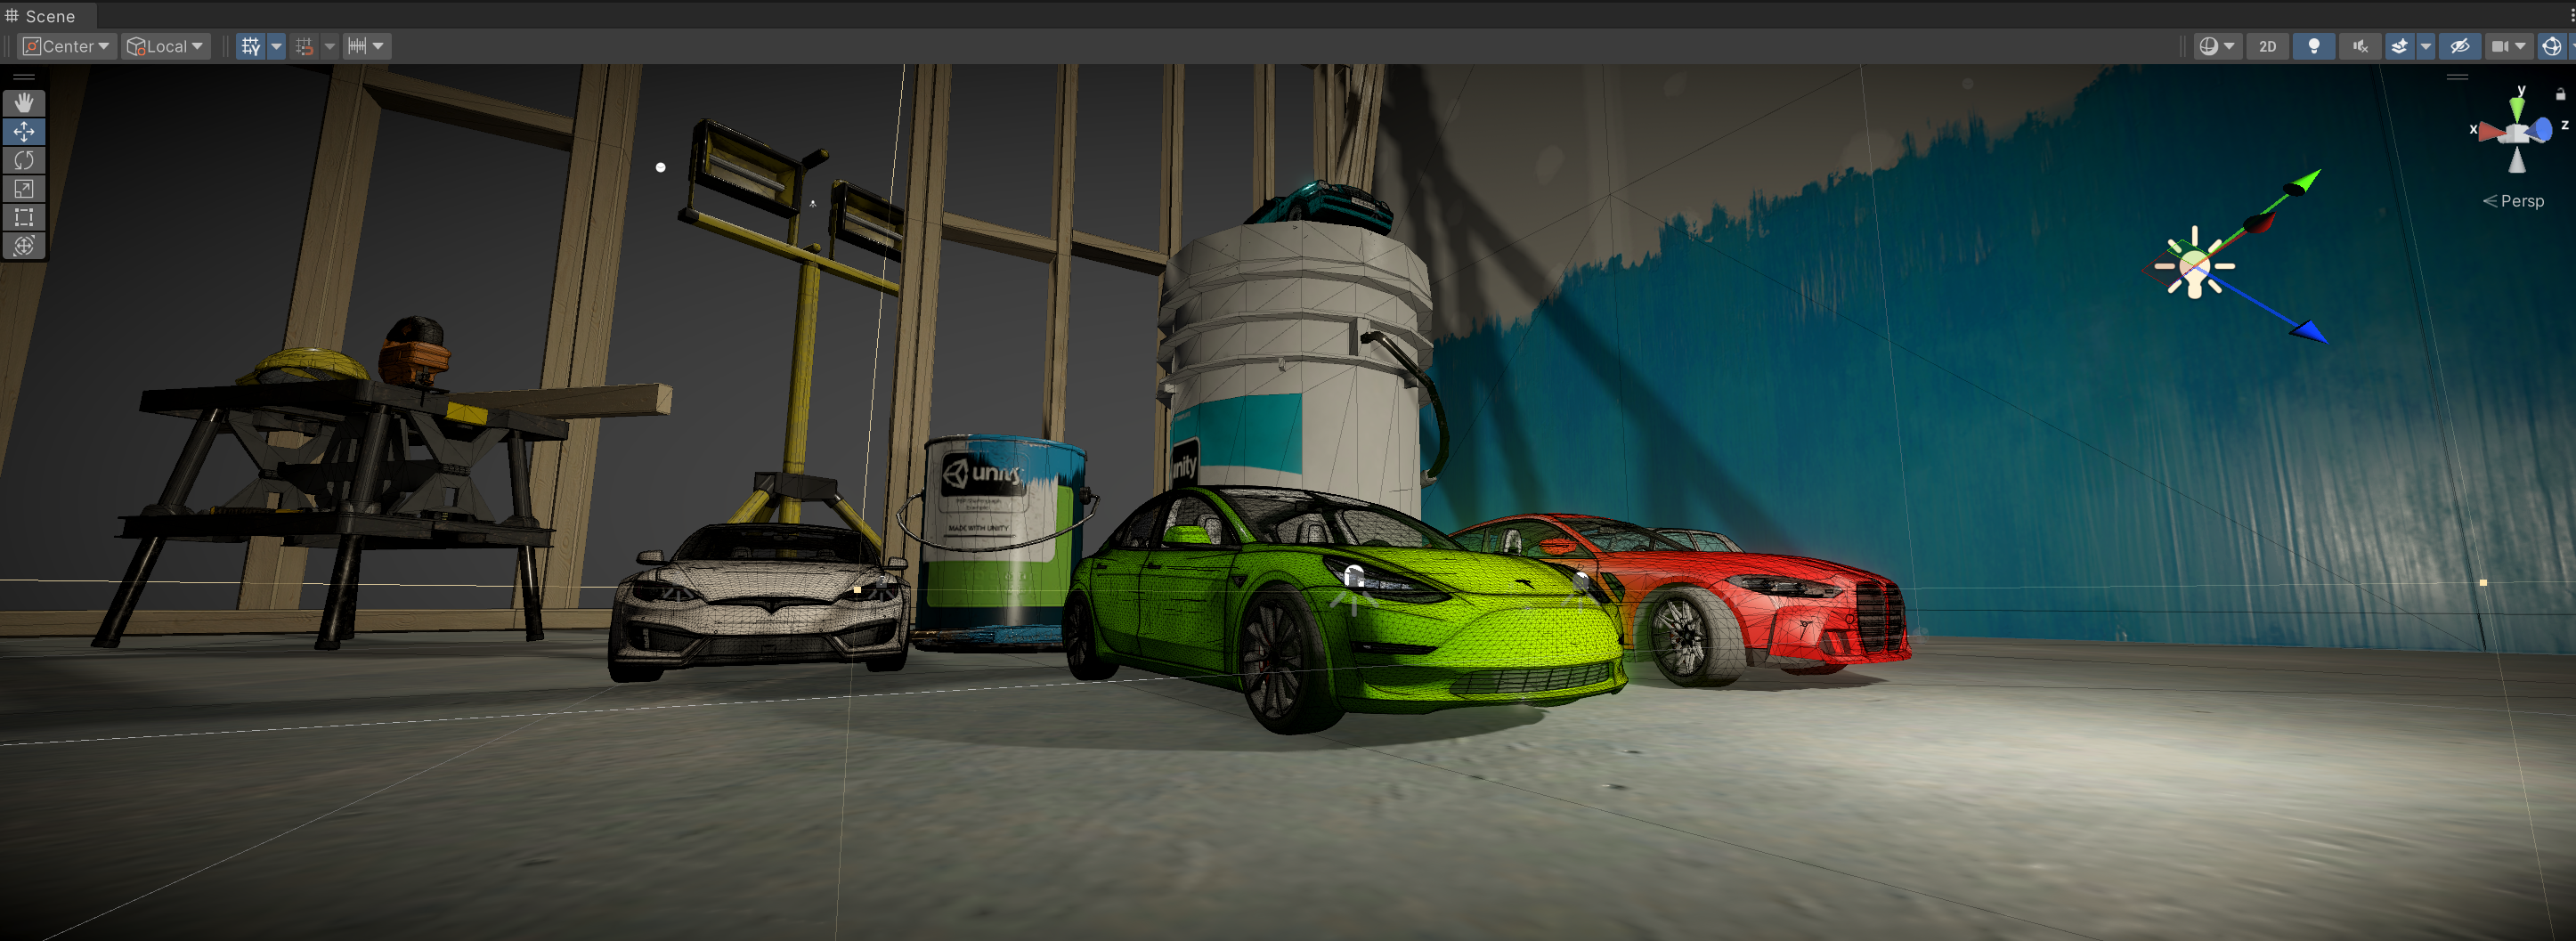 Scene
Center
Local
2D
y
x
z
Persp
unity
MADE WITH UNITY
unity